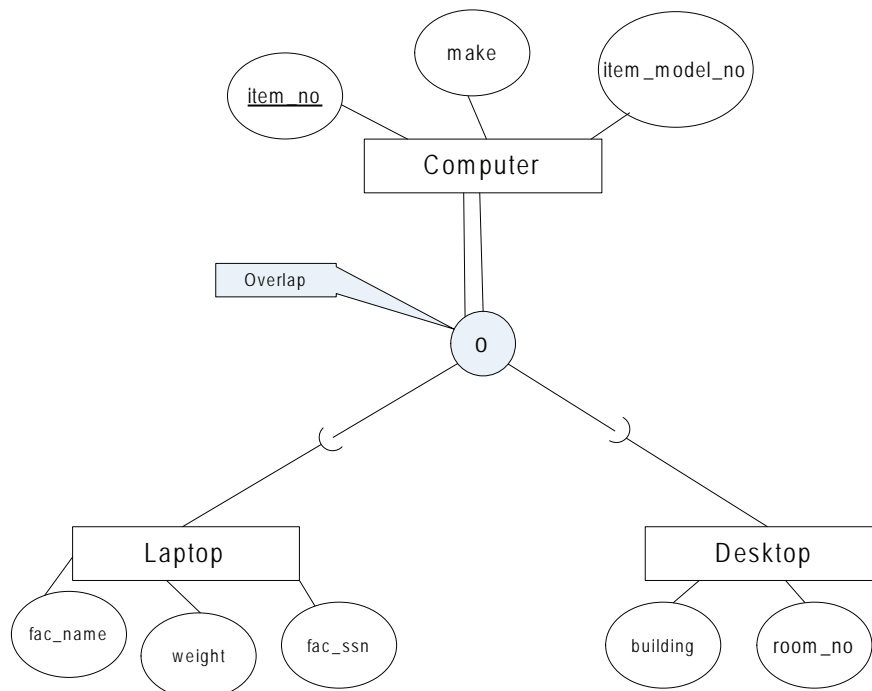 make
item_no
item_model_no
Computer
Overlap
o
Laptop
Desktop
fac_name
weight
fac_ssn
building
room_no